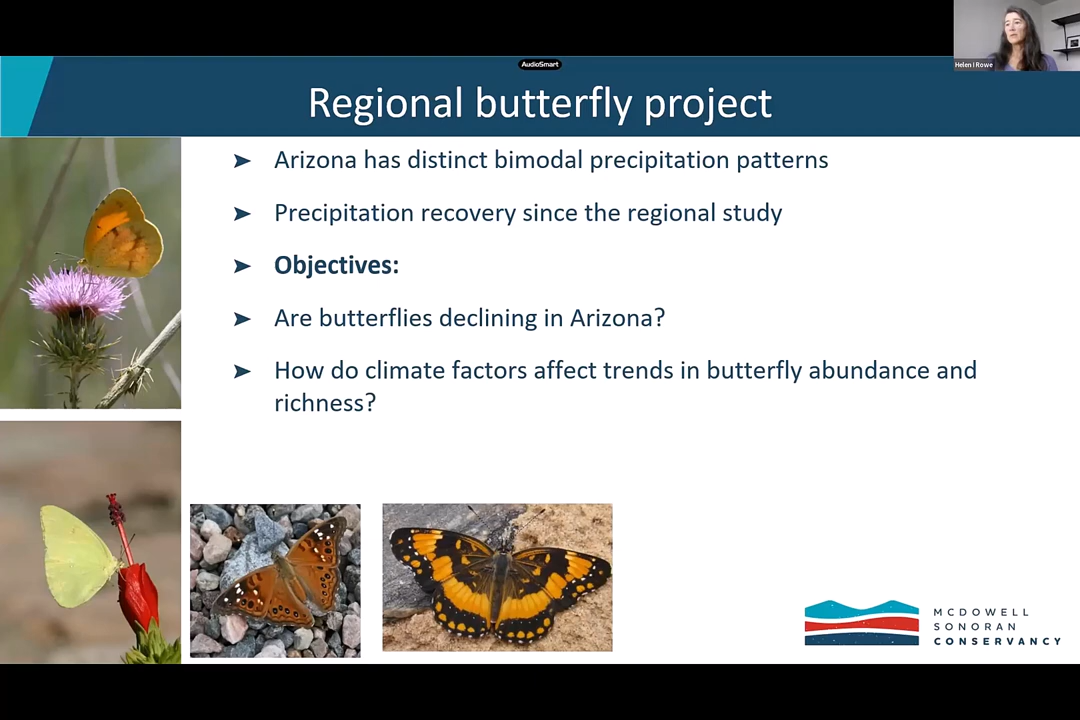 AudioSmart
Helen I Rowe
Regional butterfly project
➤ Arizona has distinct bimodal precipitation patterns
➤ Precipitation recovery since the regional study
➤ Objectives:
➤ Are butterflies declining in Arizona?
➤ How do climate factors affect trends in butterfly abundance and
richness?
MCDOWELL
SONORAN
CONSERVANCY